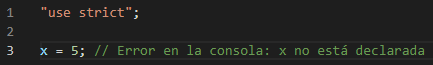 1 "use strict";
2
3 x = 5; // Error en la consola: x no está declarada